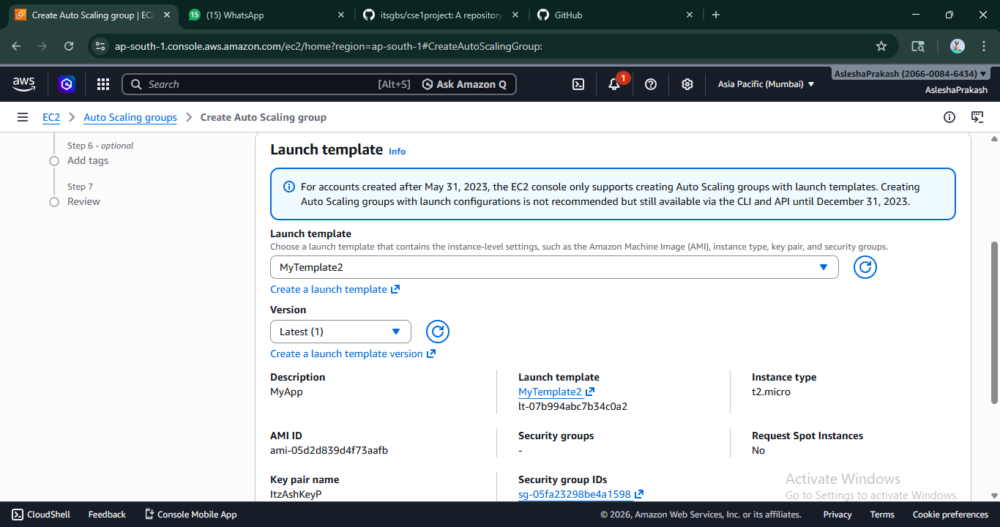 Create Auto Scaling group | EC2
15 (15) WhatsApp
itsgbs/cse1project: A repository
GitHub
ap-south-1.console.aws.amazon.com/ec2/home?region=ap-south-1#CreateAutoScalingGroup:
aws
Search [Alt+S] Ask Amazon Q
1
Asia Pacific (Mumbai)
AsleshaPrakash (2066-0084-6434)
AsleshaPrakash
EC2 > Auto Scaling groups > Create Auto Scaling group
Step 6 - optional
Add tags
Step 7
Review
Launch template Info
For accounts created after May 31, 2023, the EC2 console only supports creating Auto Scaling groups with launch templates. Creating
Auto Scaling groups with launch configurations is not recommended but still available via the CLI and API until December 31, 2023.
Launch template
Choose a launch template that contains the instance-level settings, such as the Amazon Machine Image (AMI), instance type, key pair, and security groups.
MyTemplate2
Create a launch template
Version
Latest (1)
Create a launch template version
Description
MyApp
Launch template
MyTemplate2
lt-07b994abc7b34c0a2
Instance type
t2.micro
AMI ID
ami-05d2d839d4f73aafb
Security groups
-
Request Spot Instances
No
Key pair name
ItzAshKeyP
Security group IDs
sg-05fa23298be4a1598
Activate Windows
Go to Settings to activate Windows.
CloudShell Feedback Console Mobile App
© 2026, Amazon Web Services, Inc. or its affiliates. Privacy Terms Cookie preferences